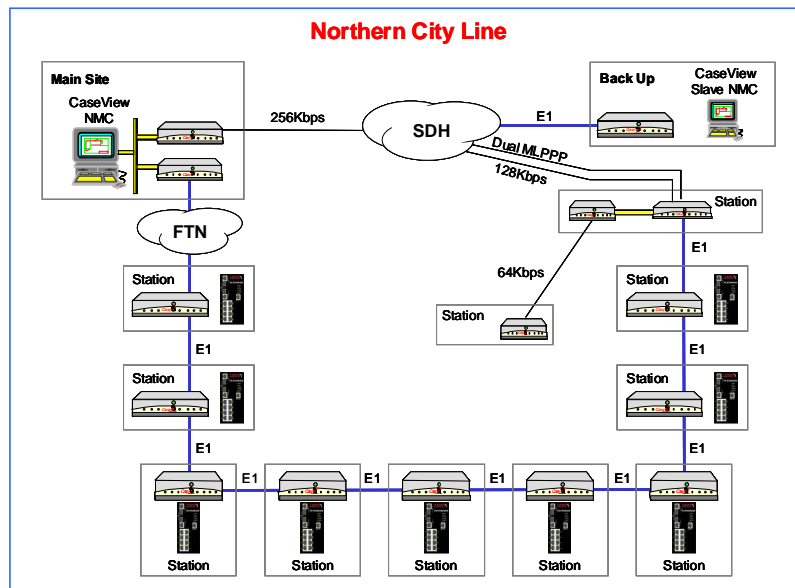 Northern City Line
Main Site
CaseView
NMC
256Kbps
SDH
E1
Back Up
CaseView
Slave NMC
Dual MLPPP
128Kbps
Station
FTN
E1
64Kbps
Station
Station
Station
E1
E1
Station
Station
E1
E1
E1
E1
E1
E1
Station
Station
Station
Station
Station